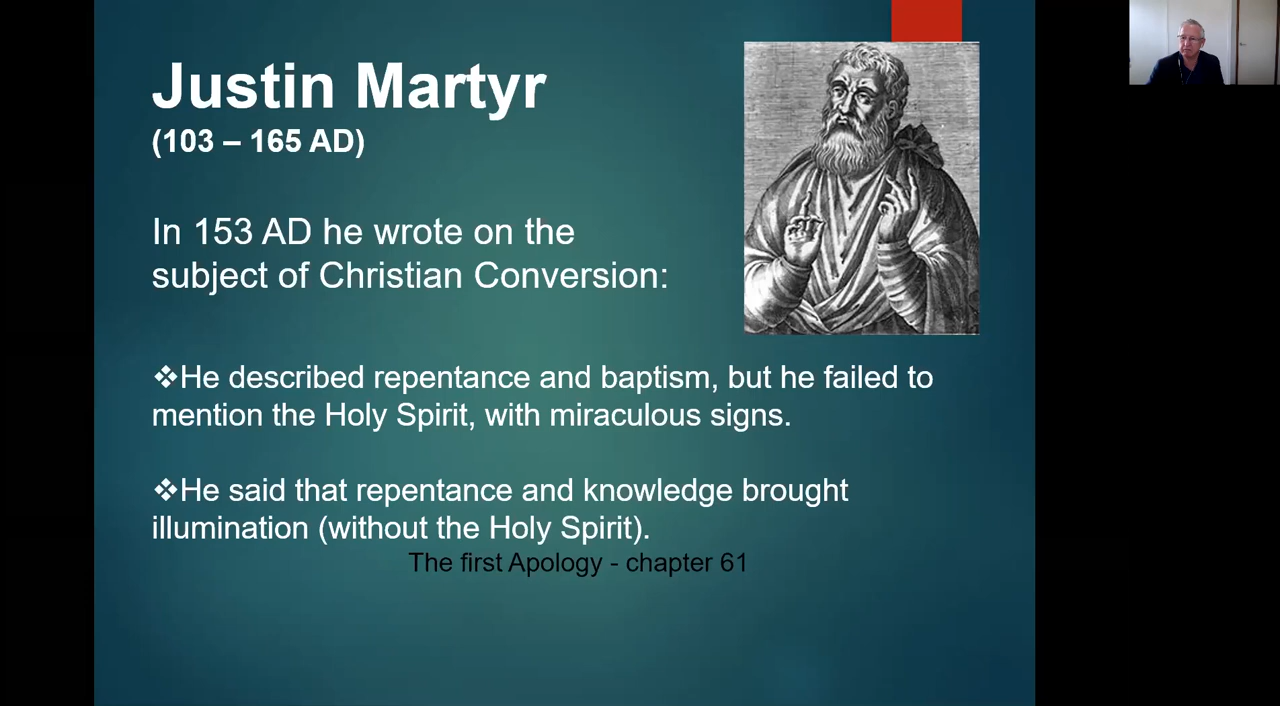 Justin Martyr
(103 – 165 AD)
In 153 AD he wrote on the
subject of Christian Conversion:
❖He described repentance and baptism, but he failed to
mention the Holy Spirit, with miraculous signs.
❖He said that repentance and knowledge brought
illumination (without the Holy Spirit).
The first Apology - chapter 61